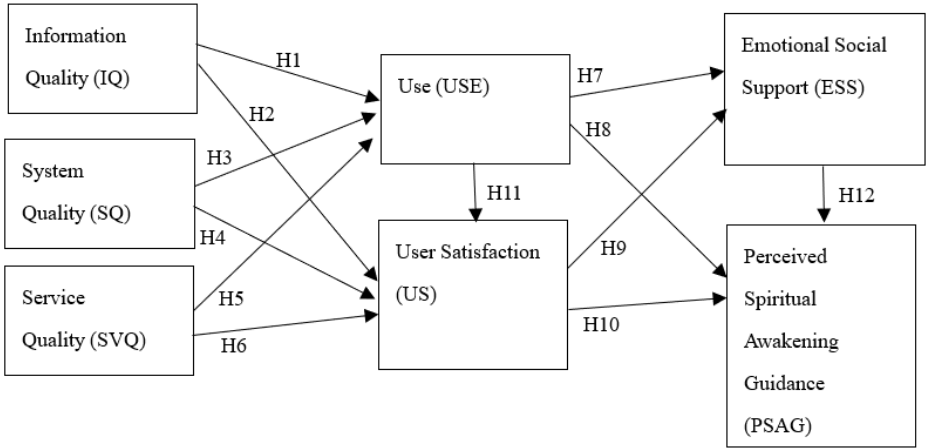 Information
Quality (IQ)
System
Quality (SQ)
Service
Quality (SVQ)
H1
H2
H3
H4
H5
H6
Use (USE)
H11
User Satisfaction
(US)
H7
H8
H9
H10
Emotional Social
Support (ESS)
H12
Perceived
Spiritual
Awakening
Guidance
(PSAG)